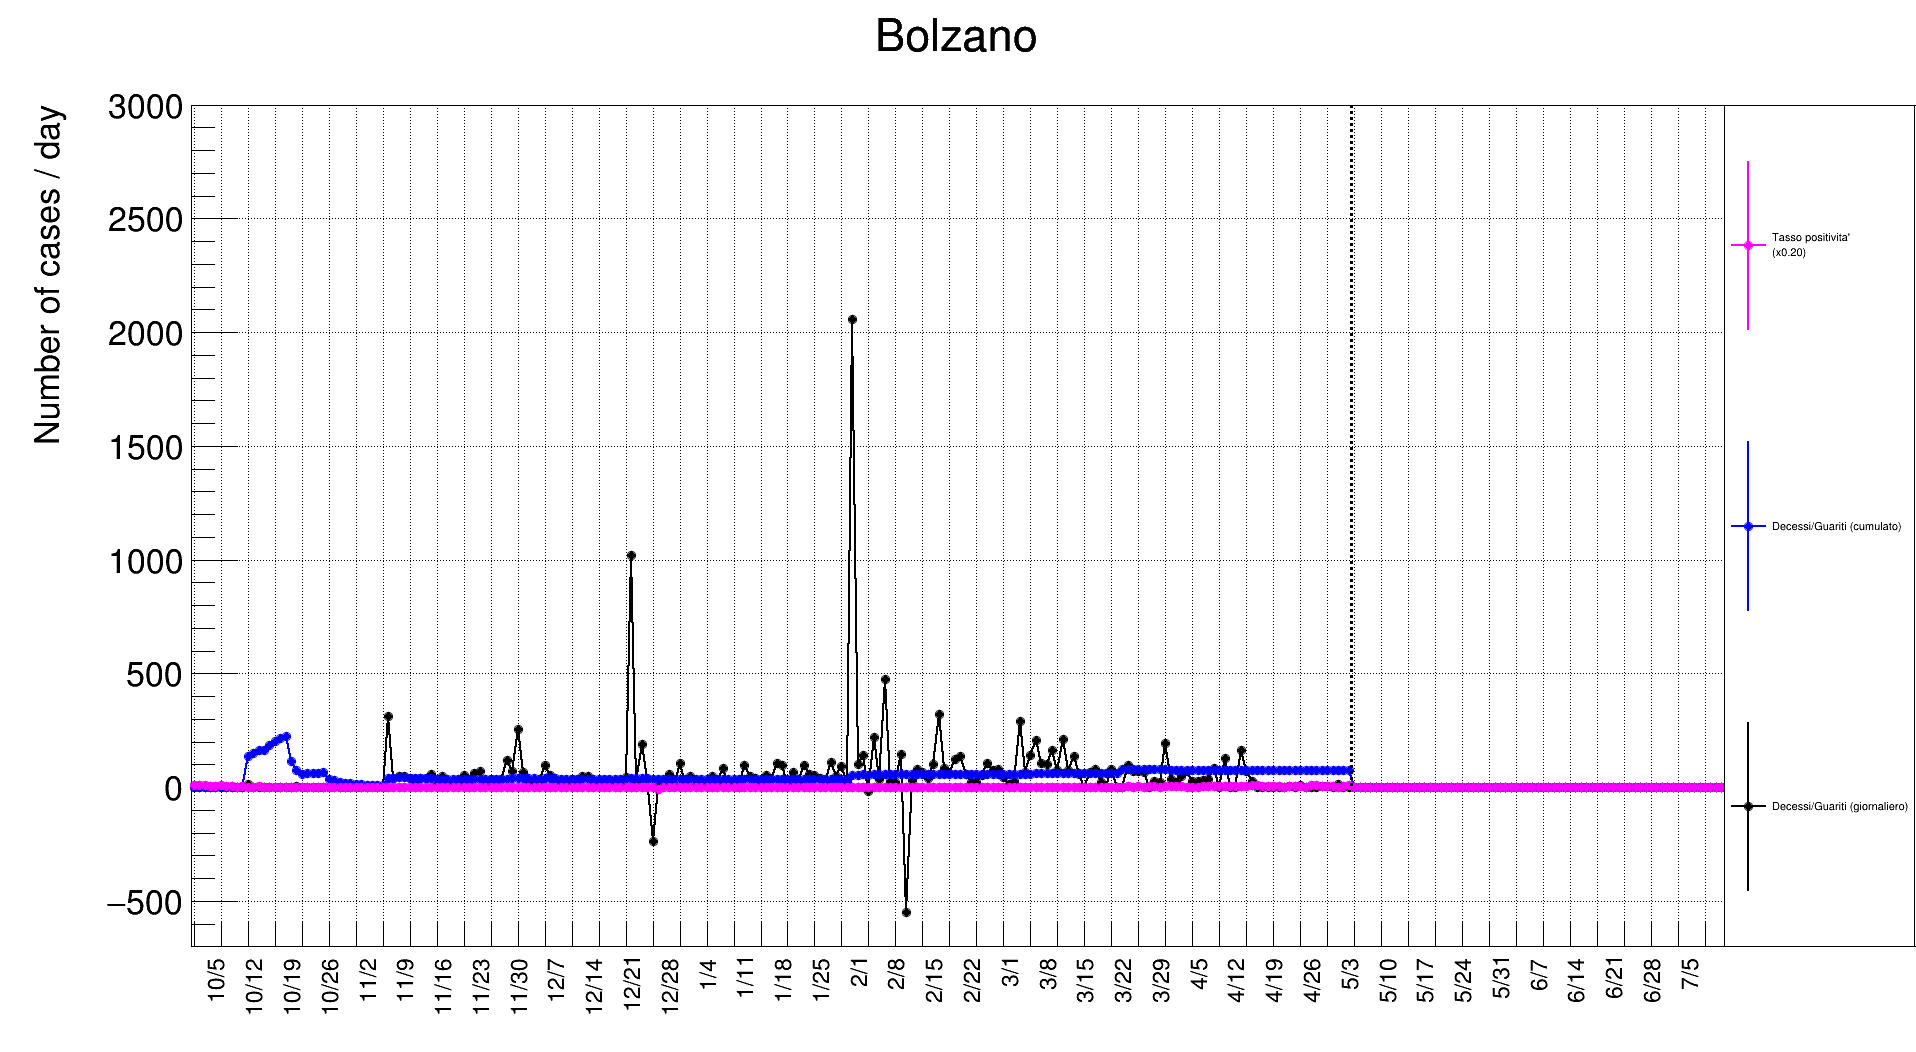 Bolzano
Number of cases / day
3000
2500
2000
1500
1000
500
0
−500
10/5 10/12 10/19 10/26 11/2 11/9 11/16 11/23 11/30 12/7 12/14 12/21 12/28 1/4 1/11 1/18 1/25 2/1 2/8 2/15 2/22 3/1 3/8 3/15 3/22 3/29 4/5 4/12 4/19 4/26 5/3 5/10 5/17 5/24 5/31 6/7 6/14 6/21 6/28 7/5
Tasso positivita'
(x0.20)
Decessi/Guariti (cumulato)
Decessi/Guariti (giornaliero)